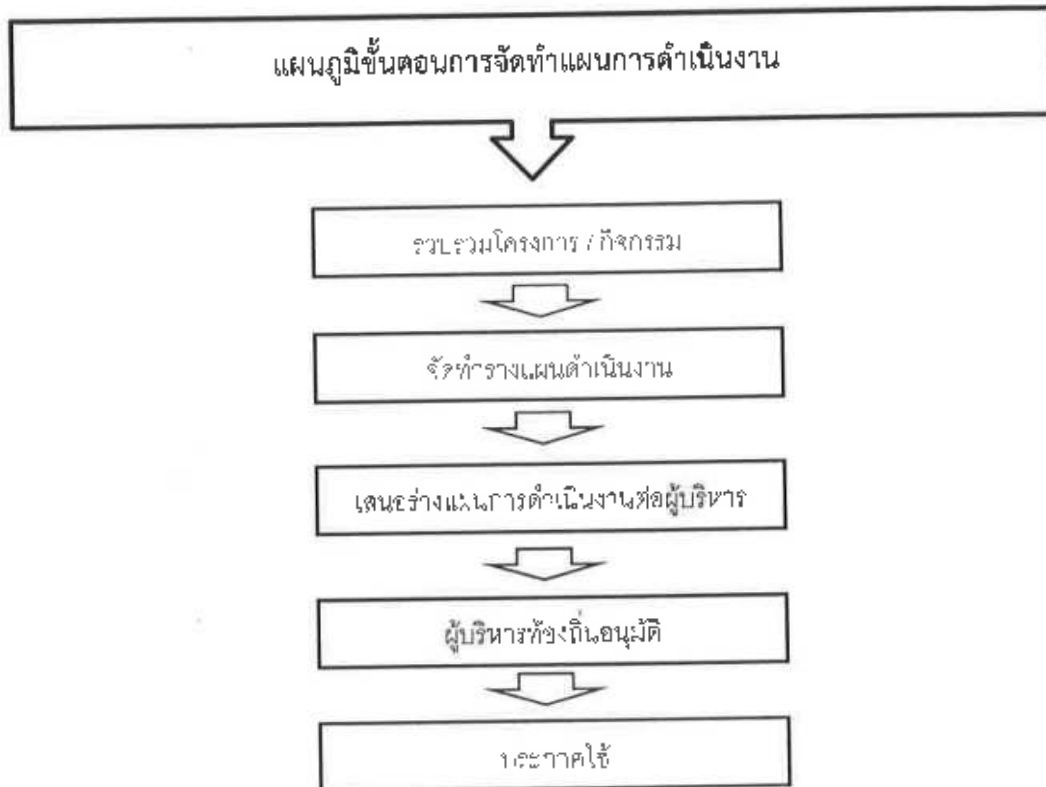 แผนภูมิขั้นตอนการจัดทำแผนการดำเนินงาน
รวบรวมโครงการ / กิจกรรม
จัดทำร่างแผนดำเนินงาน
เสนอร่างแผนการดำเนินงานต่อผู้บริหาร
ผู้บริหารท้องถิ่นอนุมัติ
ประกาศใช้